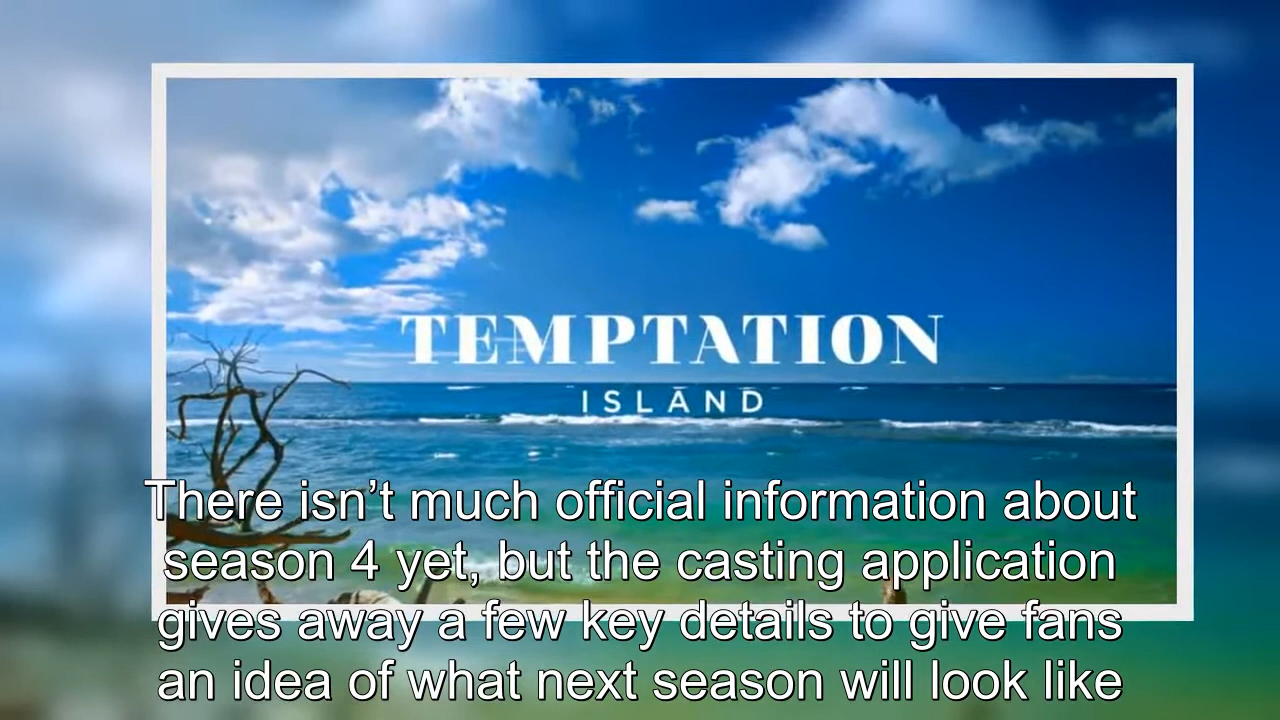 TEMPTATION
ISLAND
There isn’t much official information about
season 4 yet, but the casting application
gives away a few key details to give fans
an idea of what next season will look like